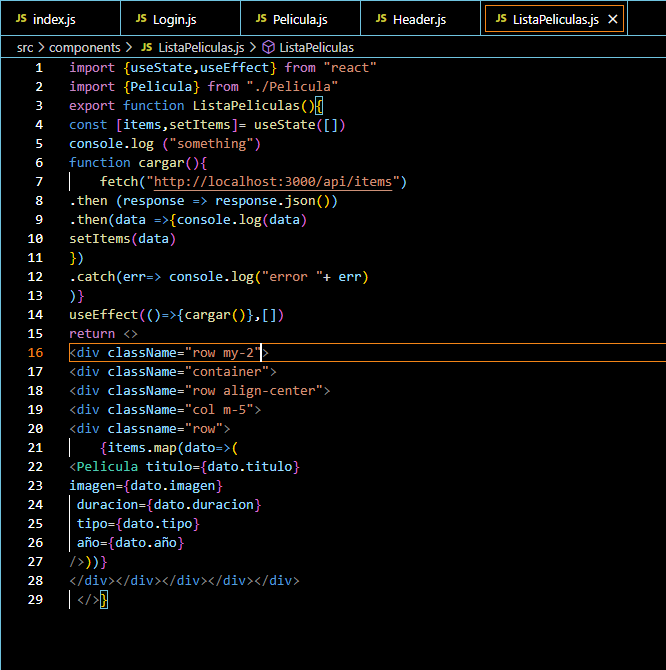 JS index.js JS Login.js JS Pelicula.js JS Header.js JS ListaPeliculas.js ×
src > components > JS ListaPeliculas.js > ListaPeliculas
1 import {useState,useEffect} from "react"
2 import {Pelicula} from "./Pelicula"
3 export function ListaPeliculas(){
4 const [items,setItems]= useState([])
5 console.log ("something")
6 function cargar(){
7 fetch("http://localhost:3000/api/items")
8 .then (response => response.json())
9 .then(data =>{console.log(data)
10 setItems(data)
11 })
12 .catch(err=> console.log("error "+ err)
13 )}
14 useEffect(()=>{cargar()},[])
15 return <>
16 <div className="row my-2">
17 <div className="container">
18 <div className="row align-center">
19 <div className="col m-5">
20 <div classname="row">
21 {items.map(dato=>(
22 <Pelicula titulo={dato.titulo}
23 imagen={dato.imagen}
24 duracion={dato.duracion}
25 tipo={dato.tipo}
26 año={dato.año}
27 />))}
28 </div></div></div></div></div>
29 </>}